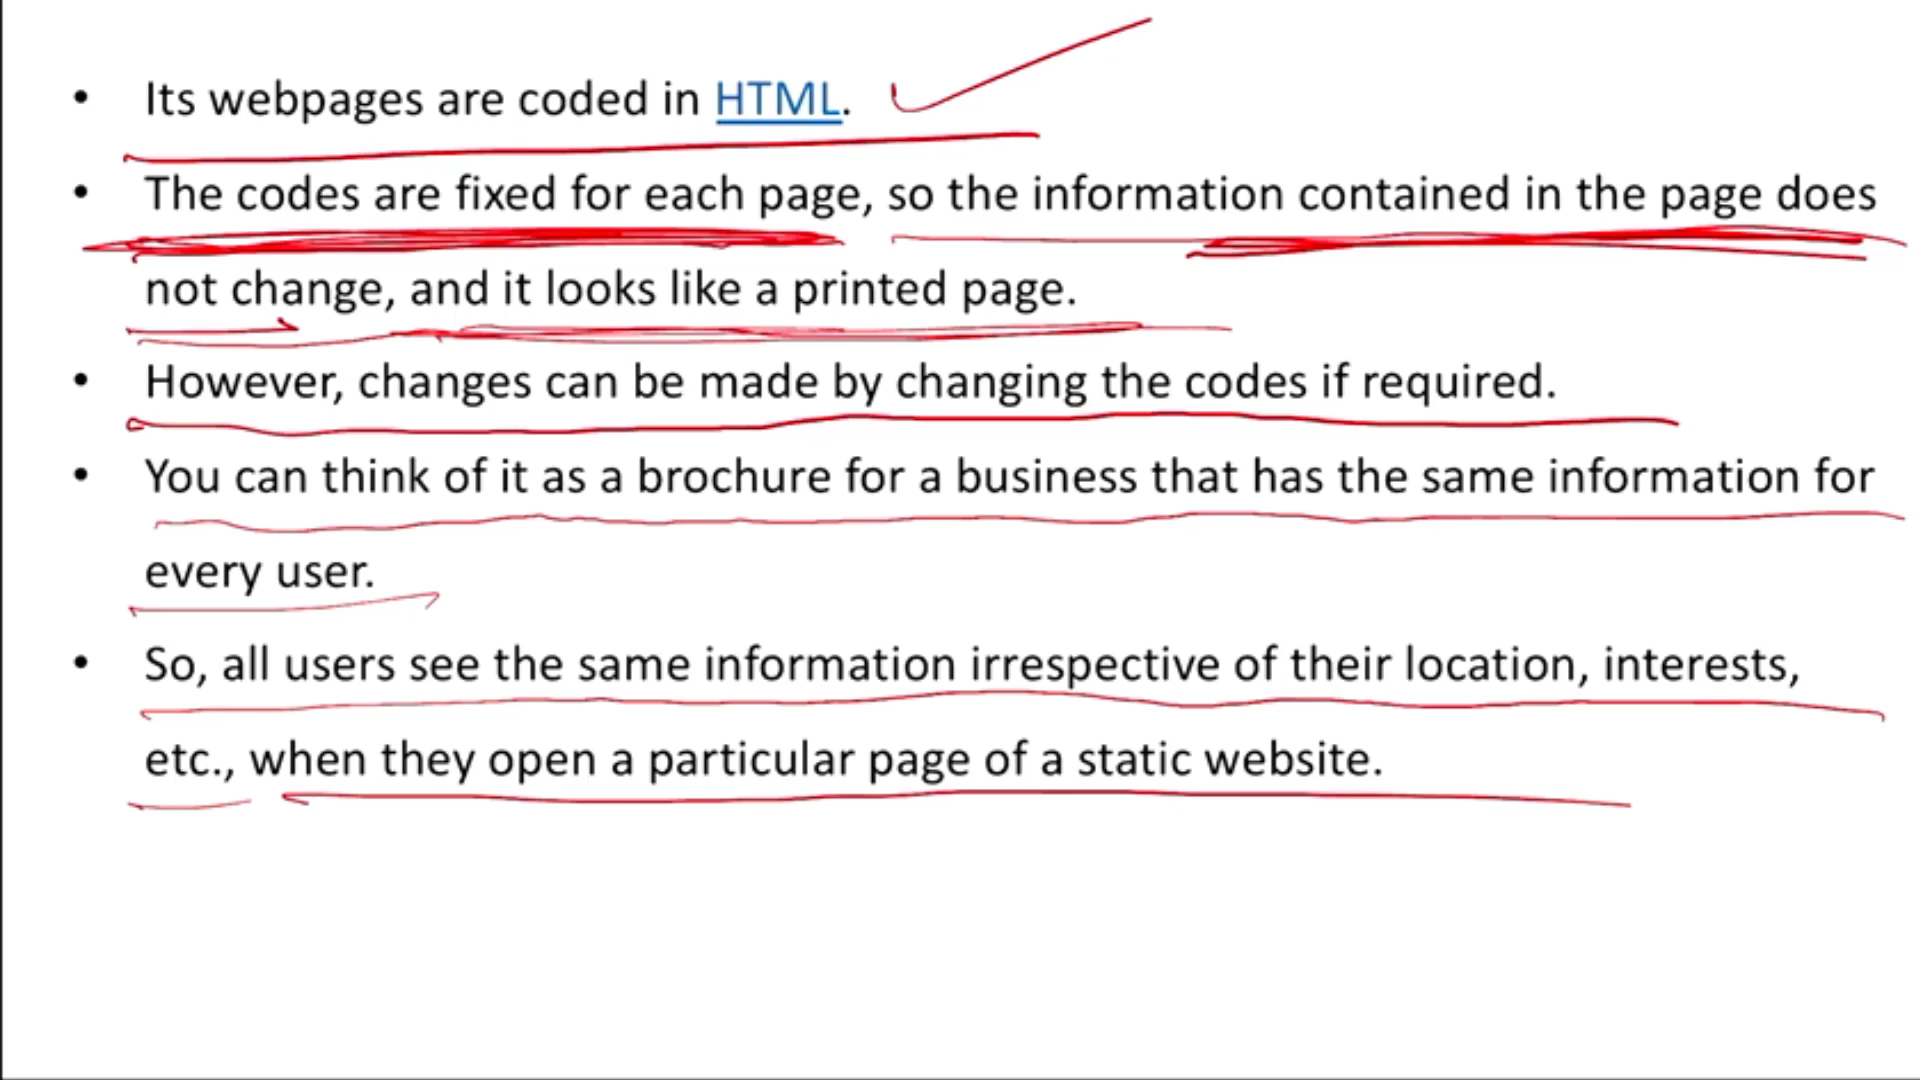 • Its webpages are coded in HTML.
• The codes are fixed for each page, so the information contained in the page does
not change, and it looks like a printed page.
• However, changes can be made by changing the codes if required.
• You can think of it as a brochure for a business that has the same information for
every user.
• So, all users see the same information irrespective of their location, interests,
etc., when they open a particular page of a static website.